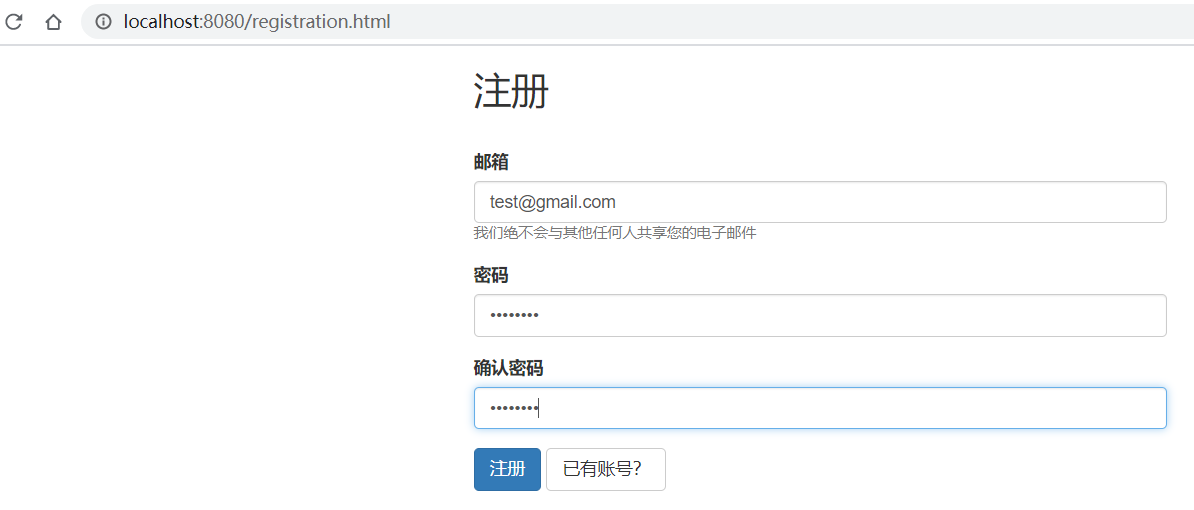 localhost:8080/registration.html
注册
邮箱
test@gmail.com
我们绝不会与其他任何人共享您的电子邮件
密码
••••••••
确认密码
••••••••
注册 已有账号?